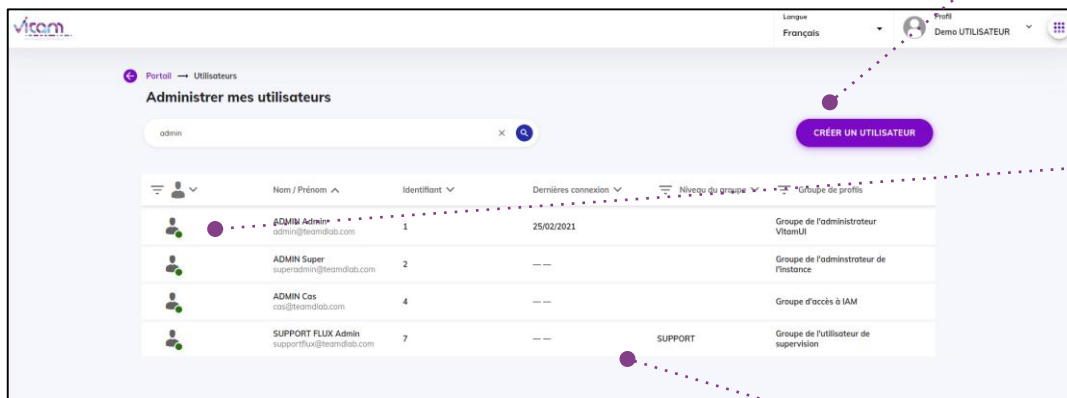 vitam
Langue
Français
Profil
Demo UTILISATEUR
Portail → Utilisateurs
Administrer mes utilisateurs
admin
CRÉER UN UTILISATEUR
Nom / Prénom Identifiant Dernières connexion Niveau du groupe Groupe de profils
ADMIN Admin
admin@teamdlab.com
1 25/02/2021
Groupe de l'administrateur
VitamUI
ADMIN Super
superadmin@teamdlab.com
2 — —
Groupe de l'adminstrateur de
l'instance
ADMIN Cas
cas@teamdlab.com
4 — — Groupe d'accès à IAM
SUPPORT FLUX Admin
supportflux@teamdlab.com
7 — — SUPPORT
Groupe de l'utilisateur de
supervision